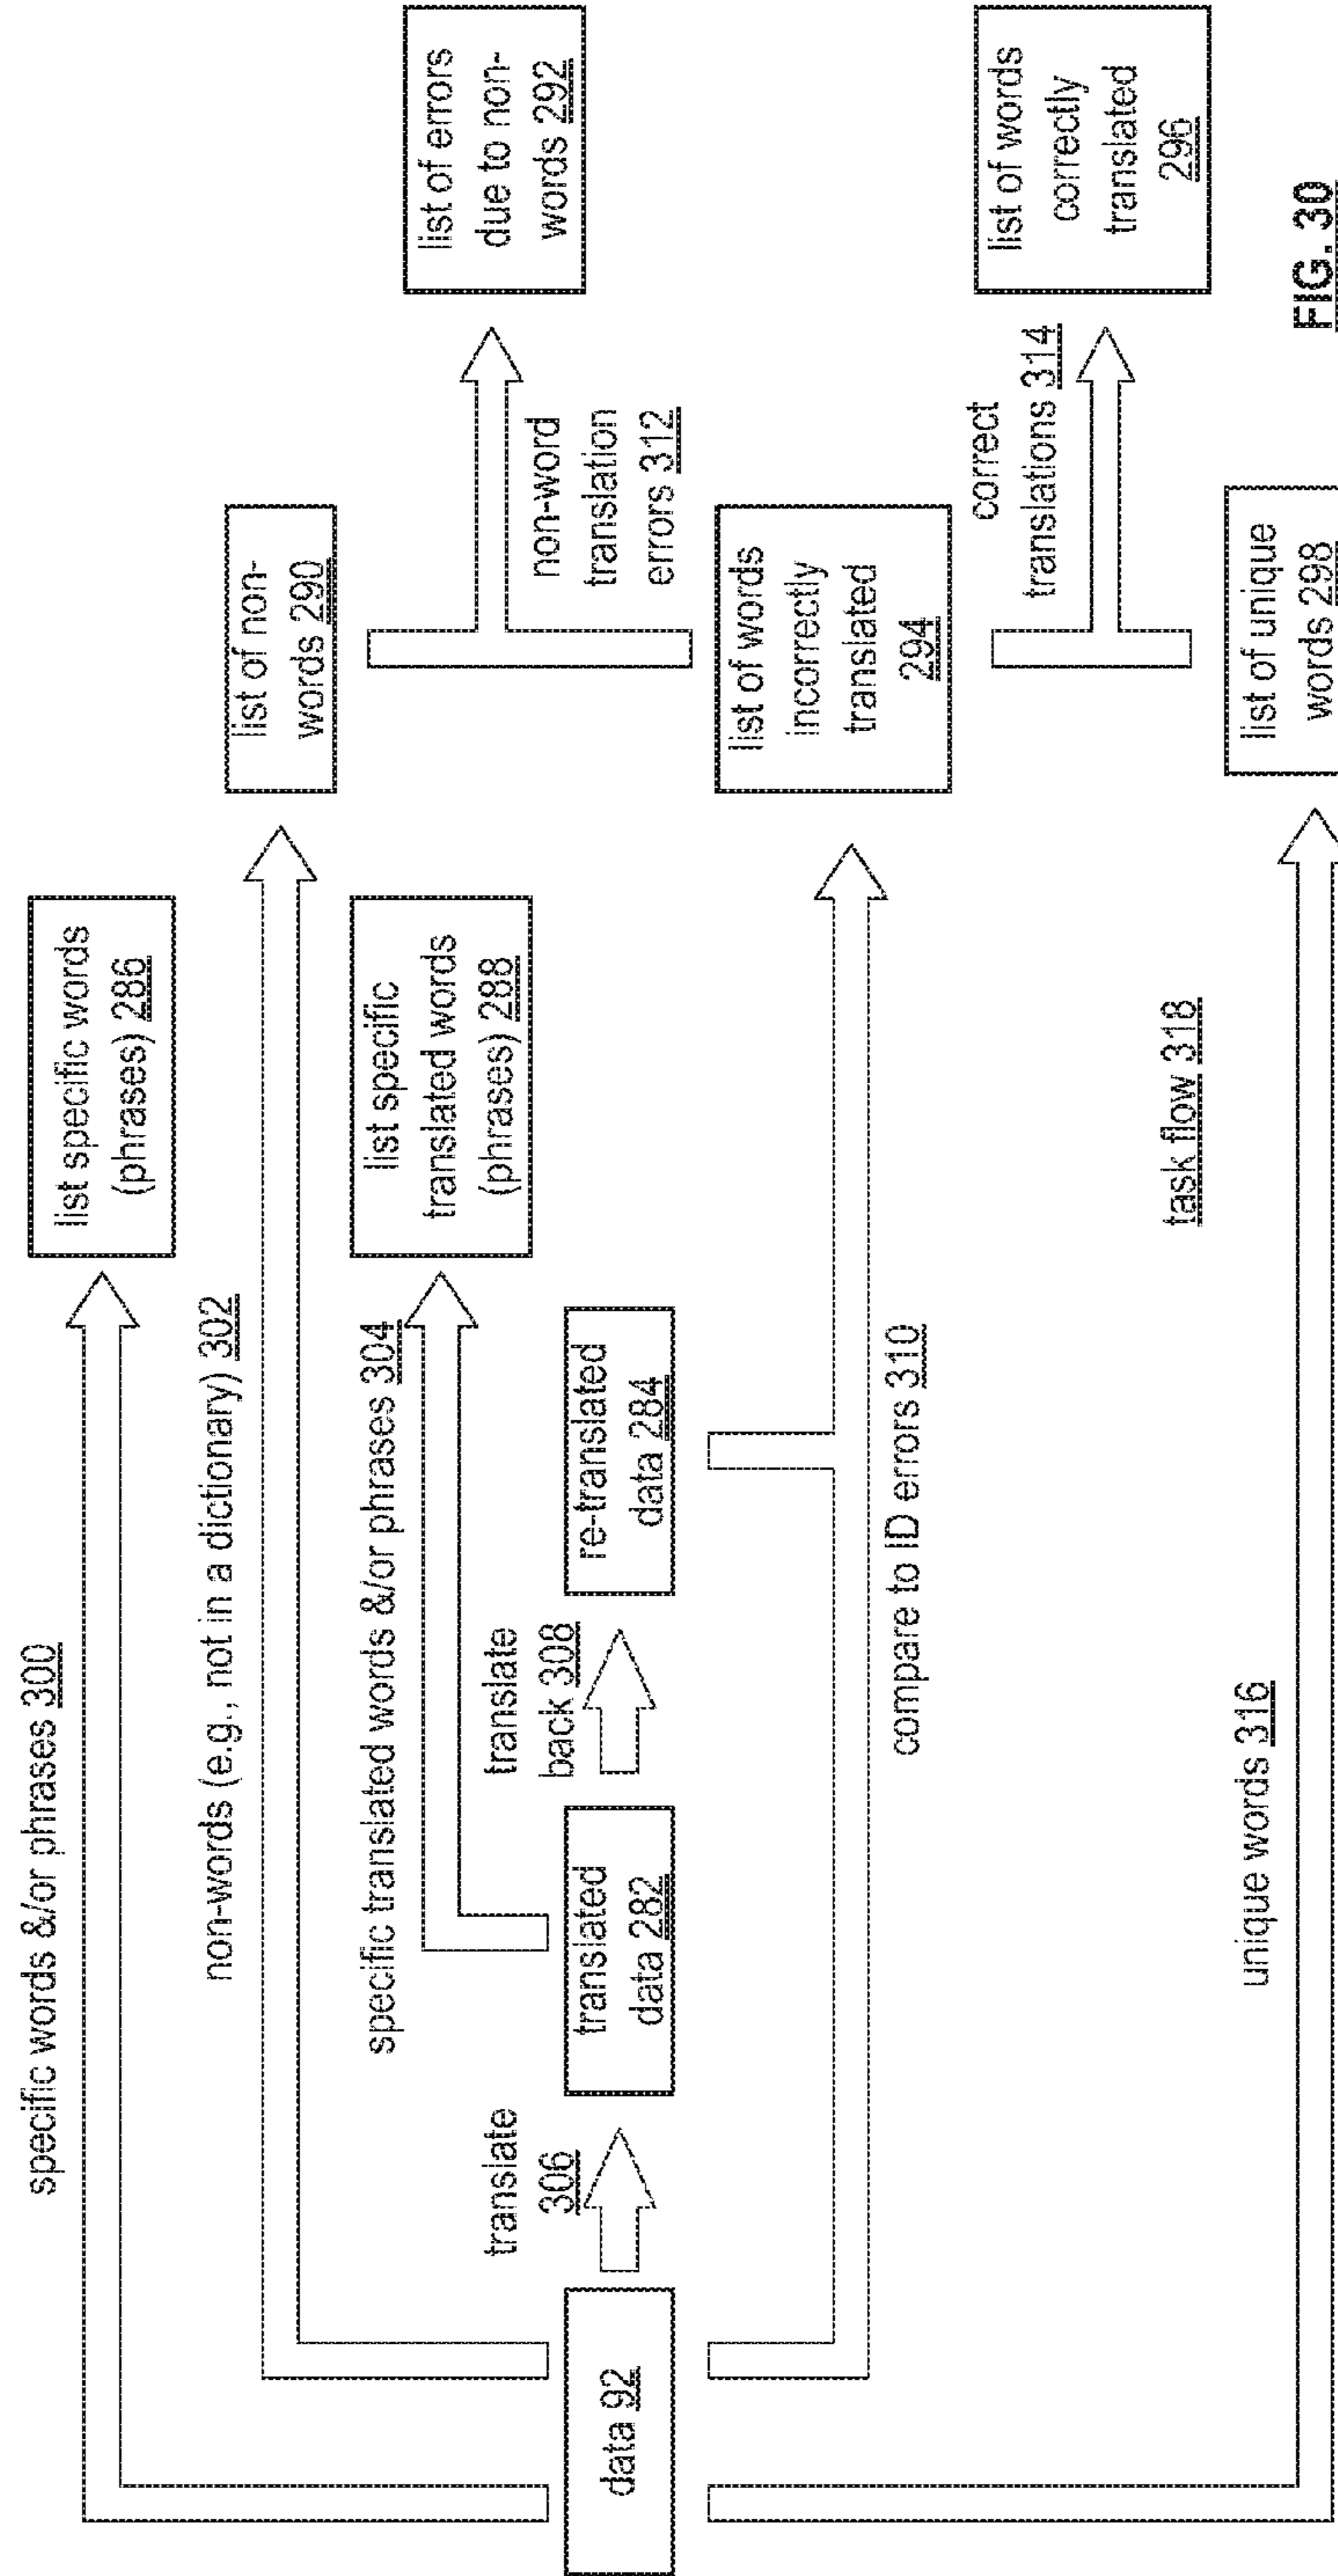 specific words &/or phrases 300
list specific words
(phrases) 286
non-words (e.g., not in a dictionary) 302
list of non-
words 290
specific translated words &/or phrases 304
list specific
translated words
(phrases) 288
list of errors
due to non-
words 292
non-word
translation
errors 312
data 92
translate
306
translated
data 282
translate
back 308
re-translated
data 284
compare to ID errors 310
list of words
incorrectly
translated
294
correct
translations 314
list of words
correctly
translated
296
task flow 318
unique words 316
list of unique
words 298
FIG. 30